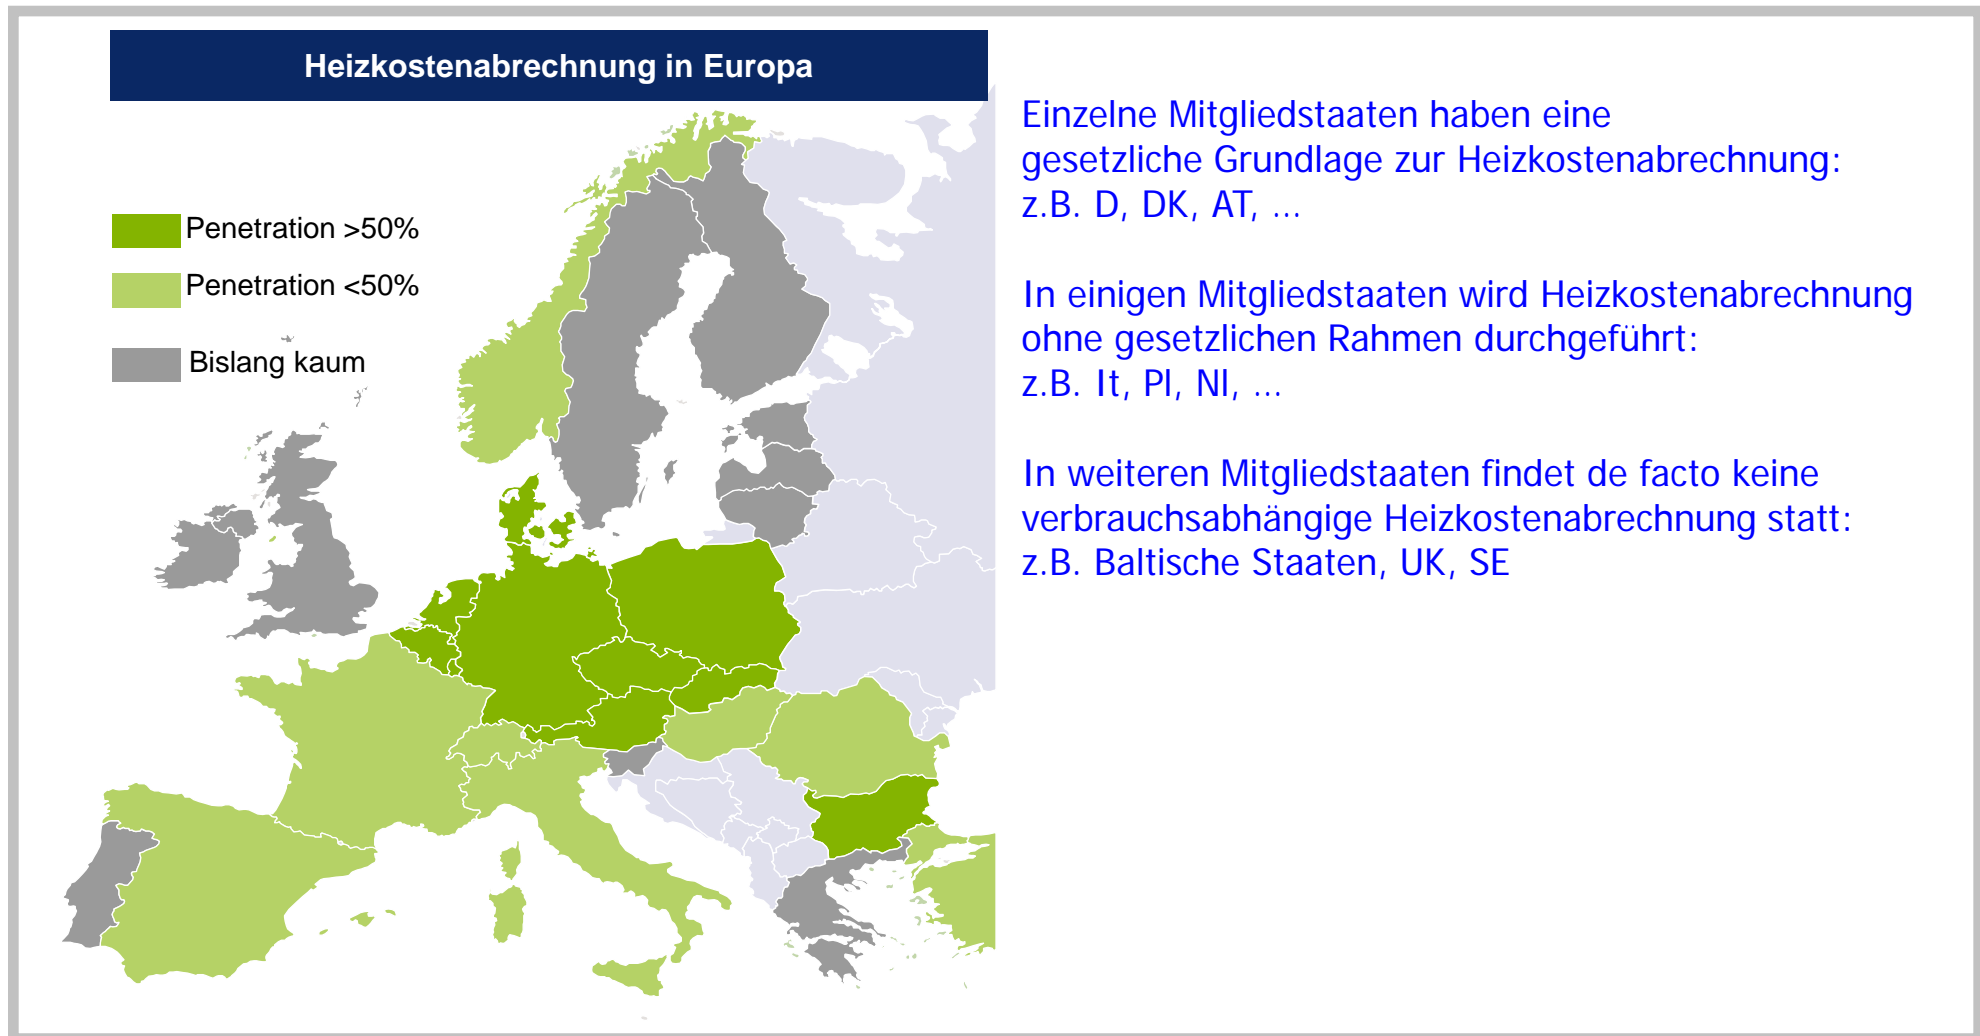 Heizkostenabrechnung in Europa
Penetration >50%
Penetration <50%
Bislang kaum
Einzelne Mitgliedstaaten haben eine
gesetzliche Grundlage zur Heizkostenabrechnung:
z.B. D, DK, AT, ...
In einigen Mitgliedstaaten wird Heizkostenabrechnung
ohne gesetzlichen Rahmen durchgeführt:
z.B. It, Pl, Nl, ...
In weiteren Mitgliedstaaten findet de facto keine
verbrauchsabhängige Heizkostenabrechnung statt:
z.B. Baltische Staaten, UK, SE